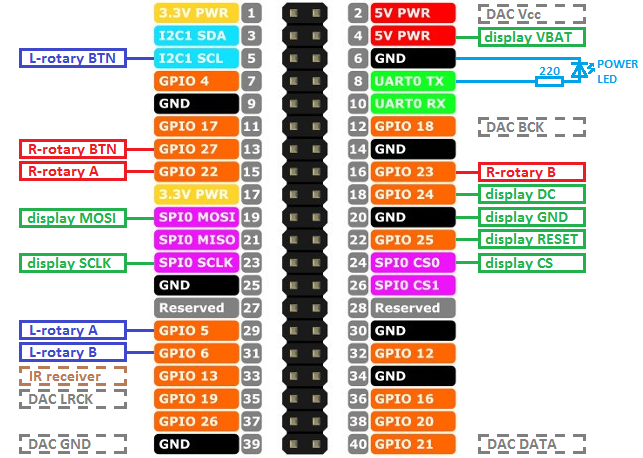 3.3V PWR 1 2 5V PWR DAC Vcc
I2C1 SDA 3 4 5V PWR display VBAT
L-rotary BTN I2C1 SCL 5 6 GND POWER LED
GPIO 4 7 8 UART0 TX 220
GND 9 10 UART0 RX
GPIO 17 11 12 GPIO 18 DAC BCK
R-rotary BTN GPIO 27 13 14 GND
R-rotary A GPIO 22 15 16 GPIO 23 R-rotary B
3.3V PWR 17 18 GPIO 24 display DC
display MOSI SPI0 MOSI 19 20 GND display GND
SPI0 MISO 21 22 GPIO 25 display RESET
display SCLK SPI0 SCLK 23 24 SPI0 CS0 display CS
GND 25 26 SPI0 CS1
Reserved 27 28 Reserved
L-rotary A GPIO 5 29 30 GND
L-rotary B GPIO 6 31 32 GPIO 12
IR receiver GPIO 13 33 34 GND
DAC LRCK GPIO 19 35 36 GPIO 16
GPIO 26 37 38 GPIO 20
DAC GND GND 39 40 GPIO 21 DAC DATA